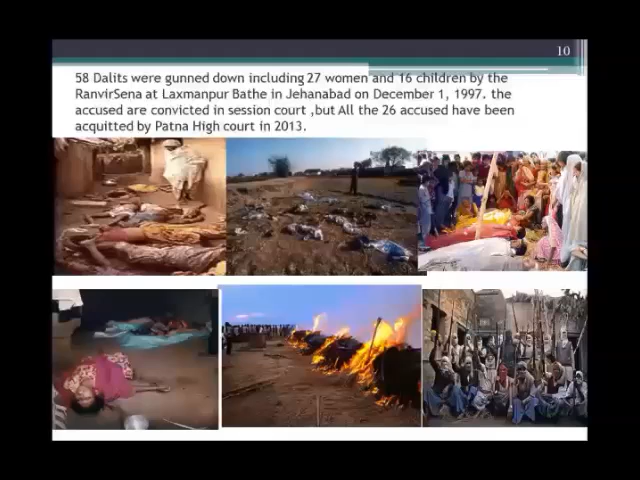 10
58 Dalits were gunned down including 27 women and 16 children by the
RanvirSena at Laxmanpur Bathe in Jehanabad on December 1, 1997. the
accused are convicted in session court ,but All the 26 accused have been
acquitted by Patna High court in 2013.